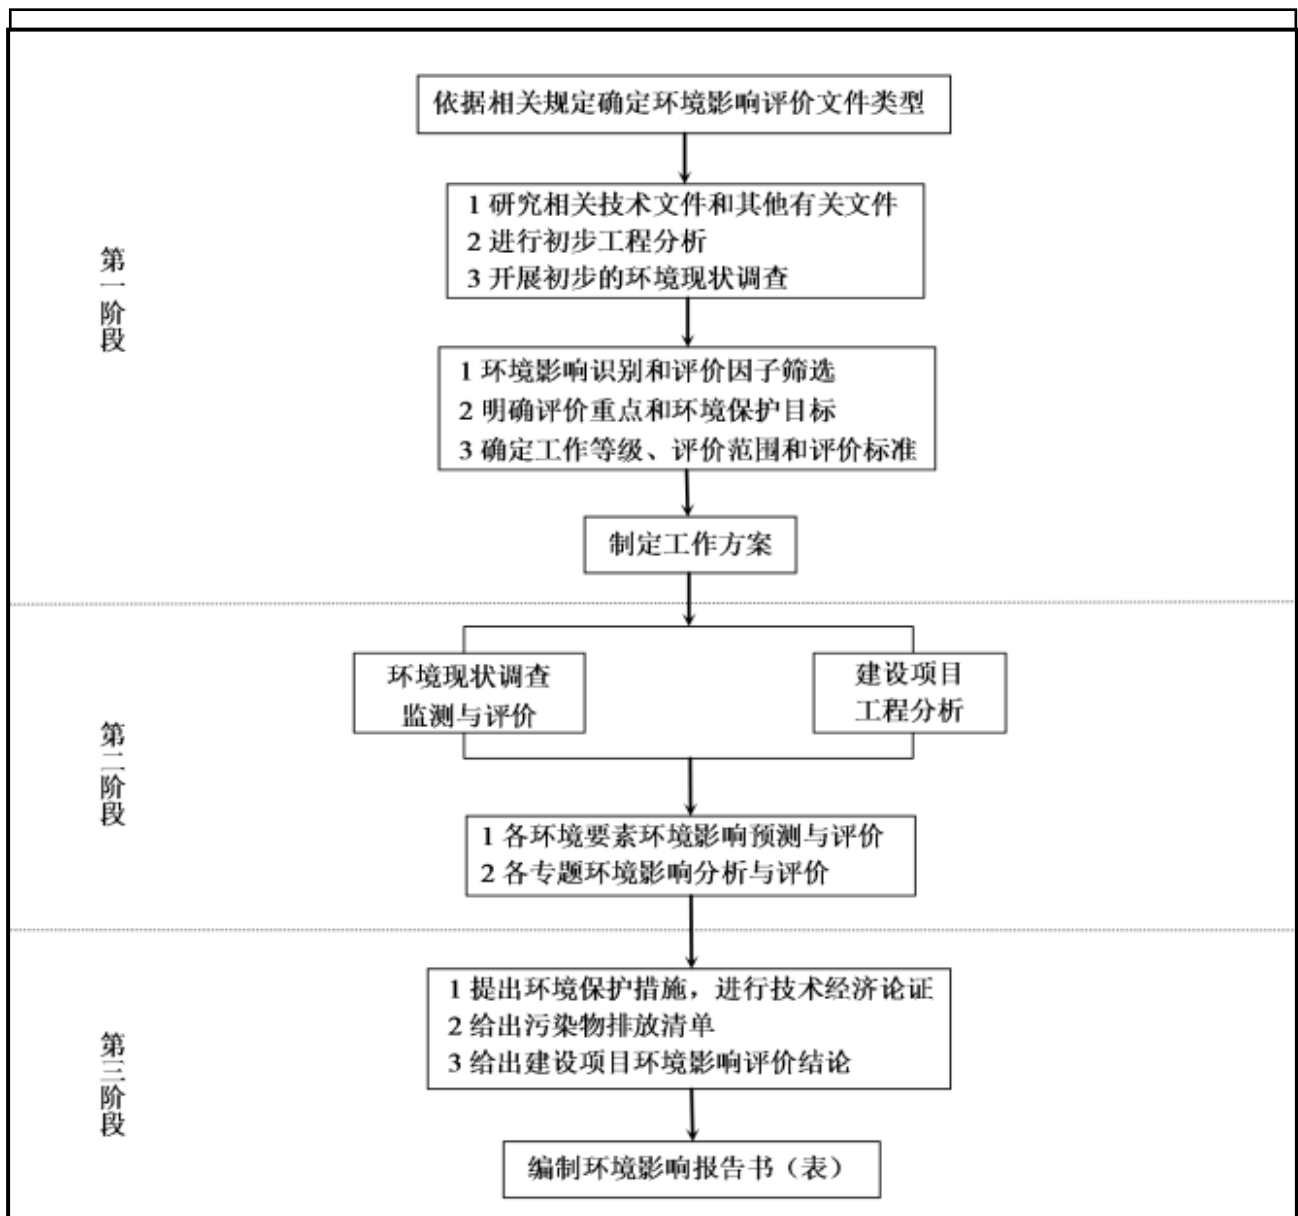 依据相关规定确定环境影响评价文件类型
1 研究相关技术文件和其他有关文件
2 进行初步工程分析
3 开展初步的环境现状调查
第一阶段
1 环境影响识别和评价因子筛选
2 明确评价重点和环境保护目标
3 确定工作等级、评价范围和评价标准
制定工作方案
环境现状调查
监测与评价
建设项目
工程分析
第二阶段
1 各环境要素环境影响预测与评价
2 各专题环境影响分析与评价
1 提出环境保护措施，进行技术经济论证
2 给出污染物排放清单
3 给出建设项目环境影响评价结论
第三阶段
编制环境影响报告书（表）